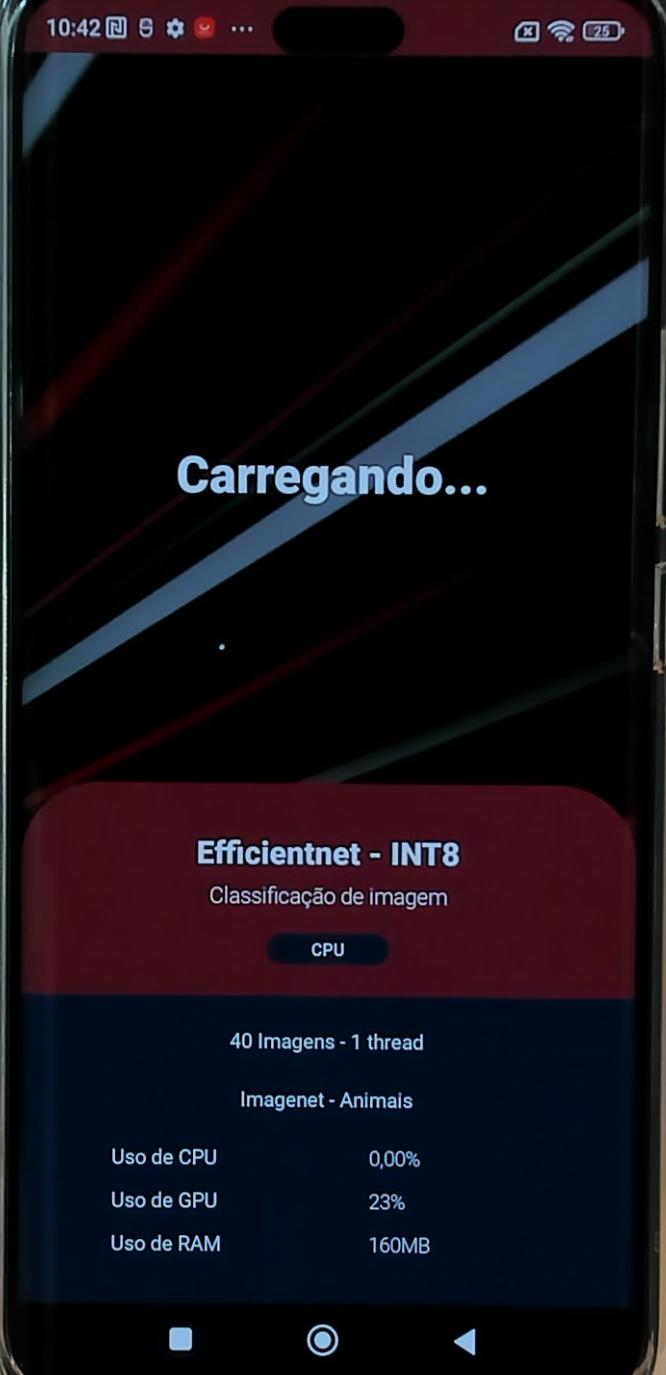 10:42
25
Carregando...
Efficientnet - INT8
Classificação de imagem
CPU
40 Imagens - 1 thread
Imagenet - Animais
Uso de CPU 0,00%
Uso de GPU 23%
Uso de RAM 160MB